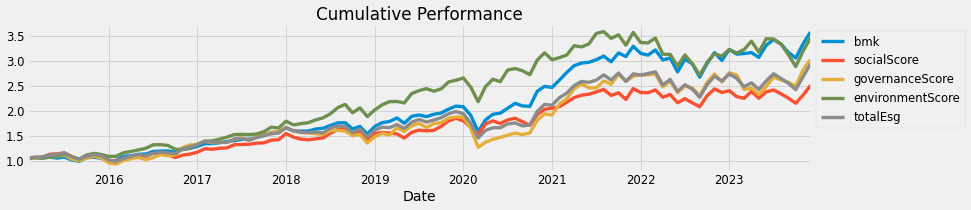 Cumulative Performance
3.5
3.0
2.5
2.0
1.5
1.0
2016 2017 2018 2019 2020 2021 2022 2023
Date
bmk
socialScore
governanceScore
environmentScore
totalEsg